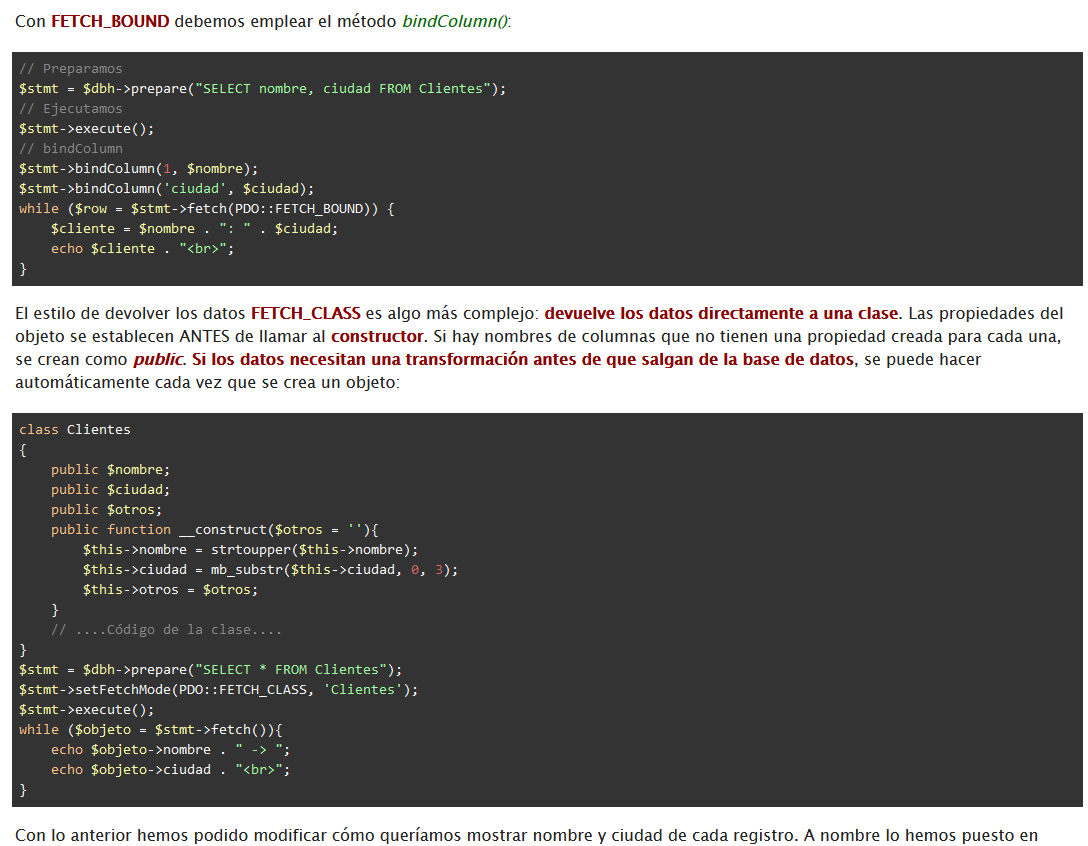 Con FETCH_BOUND debemos emplear el método bindColumn():
// Preparamos
$stmt = $dbh->prepare("SELECT nombre, ciudad FROM Clientes");
// Ejecutamos
$stmt->execute();
// bindColumn
$stmt->bindColumn(1, $nombre);
$stmt->bindColumn('ciudad', $ciudad);
while ($row = $stmt->fetch(PDO::FETCH_BOUND)) {
    $cliente = $nombre . ": " . $ciudad;
    echo $cliente . "<br>";
}
El estilo de devolver los datos FETCH_CLASS es algo más complejo: devuelve los datos directamente a una clase. Las propiedades del
objeto se establecen ANTES de llamar al constructor. Si hay nombres de columnas que no tienen una propiedad creada para cada una,
se crean como public. Si los datos necesitan una transformación antes de que salgan de la base de datos, se puede hacer
automáticamente cada vez que se crea un objeto:
class Clientes
{
    public $nombre;
    public $ciudad;
    public $otros;
    public function __construct($otros = ''){
        $this->nombre = strtoupper($this->nombre);
        $this->ciudad = mb_substr($this->ciudad, 0, 3);
        $this->otros = $otros;
    }
    // ....Código de la clase....
}
$stmt = $dbh->prepare("SELECT * FROM Clientes");
$stmt->setFetchMode(PDO::FETCH_CLASS, 'Clientes');
$stmt->execute();
while ($objeto = $stmt->fetch()){
    echo $objeto->nombre . " -> ";
    echo $objeto->ciudad . "<br>";
}
Con lo anterior hemos podido modificar cómo queríamos mostrar nombre y ciudad de cada registro. A nombre lo hemos puesto en